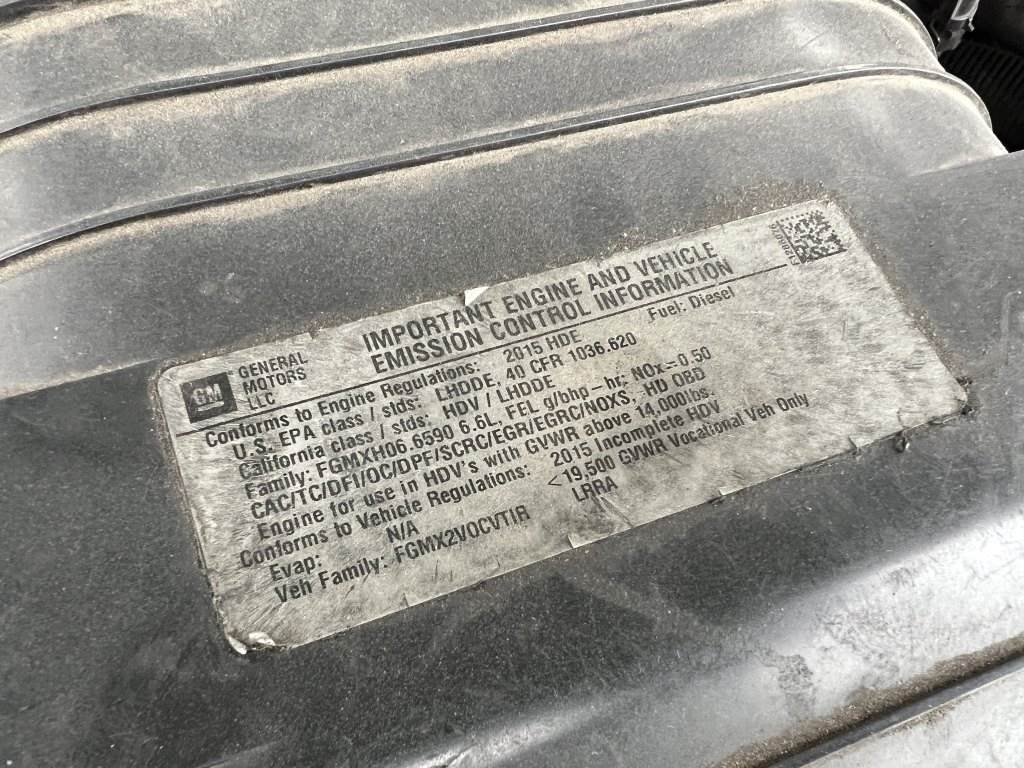 GM
GENERAL
MOTORS
LLC
IMPORTANT ENGINE AND VEHICLE
EMISSION CONTROL INFORMATION
Conforms to Engine Regulations: 2015 HDE Fuel: Diesel
U.S. EPA class / stds: LHDDE, 40 CFR 1036.620
California class / stds: HDV / LHDDE
Family: FGMXH06.6590 6.6L, FEL g/bhp-hr: NOx=0.50
CAC/TC/DFI/OC/DPF/SCRC/EGR/EGRC/NOXS, HD OBD
Engine for use in HDV's with GVWR above 14,000lbs.
Conforms to Vehicle Regulations: 2015 Incomplete HDV
Evap: N/A <19,500 GVWR Vocational Veh Only
Veh Family: FGMX2VOCVTIR LRRA